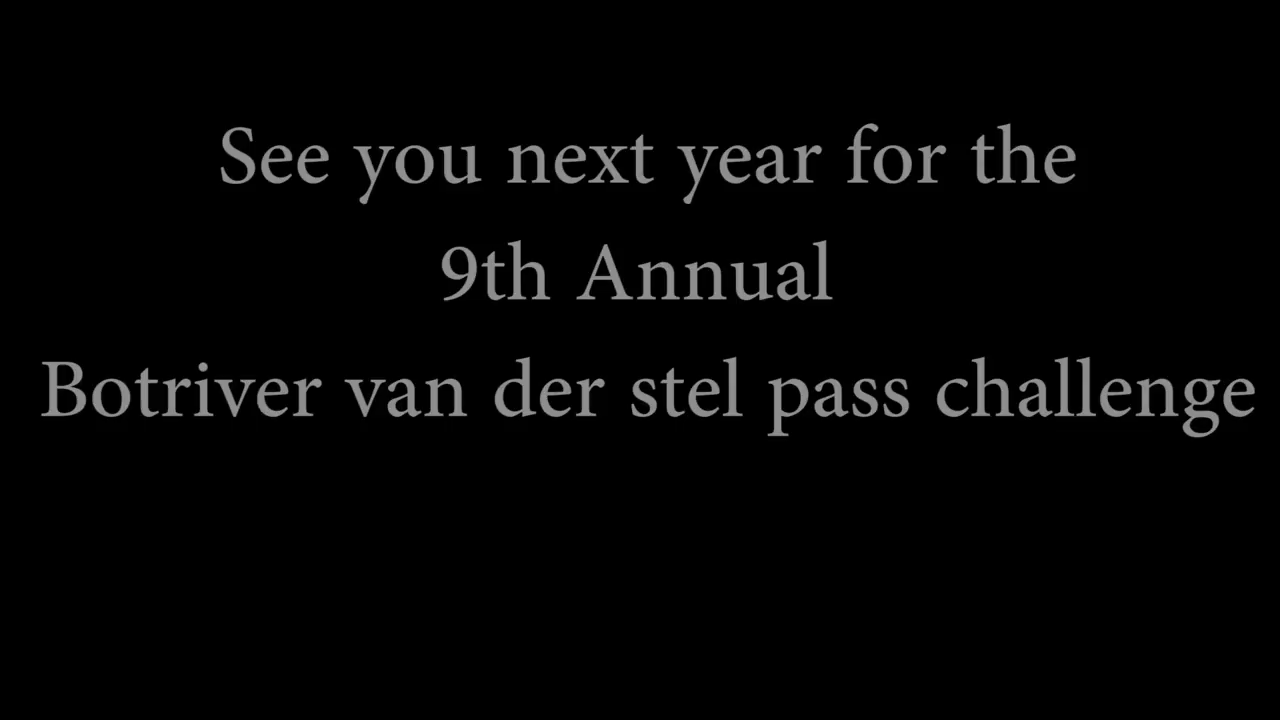 See you next year for the
9th Annual
Botriver van der stel pass challenge